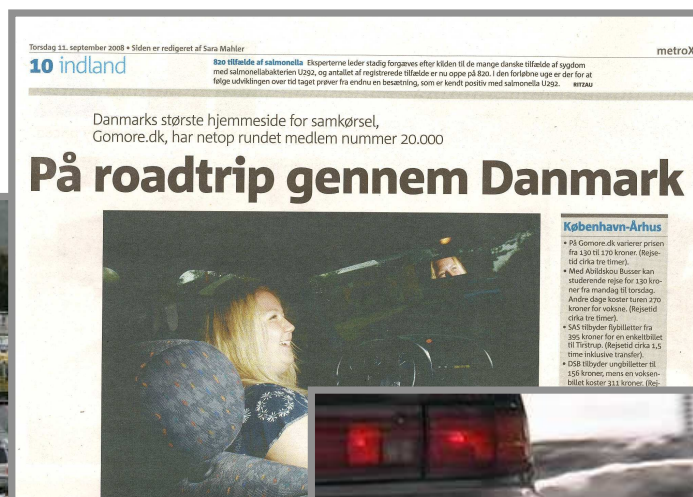 Torsdag 11. september 2008 • Siden er redigeret af Sara Mahler
metroX
10 indland
820 tilfælde af salmonella Eksperterne leder stadig forgæves efter kilden til de mange danske tilfælde af sygdom
med salmonellabakterien U292, og antallet af registrerede tilfælde er nu oppe på 820. I den forløbne uge er der for at
følge udviklingen over tid taget prøver fra endnu en besætning, som er kendt positiv med salmonella U292. RITZAU
Danmarks største hjemmeside for samkørsel,
Gomore.dk, har netop rundet medlem nummer 20.000
På roadtrip gennem Danmark
København-Århus
• På Gomore.dk varierer prisen
fra 130 til 170 kroner. (Rejse-
tid cirka tre timer).
• Med Abildskou Busser kan
studerende rejse for 130 kro-
ner fra mandag til torsdag.
Andre dage koster turen 270
kroner for voksne. (Rejsetid
cirka tre timer).
• SAS tilbyder flybilletter fra
395 kroner for en enkeltbillet
til Tirstrup. (Rejsetid cirka 1,5
time inklusive transfer).
• DSB tilbyder ungbilletter til
156 kroner, mens en voksen-
billet koster 311 kroner. (Rej-